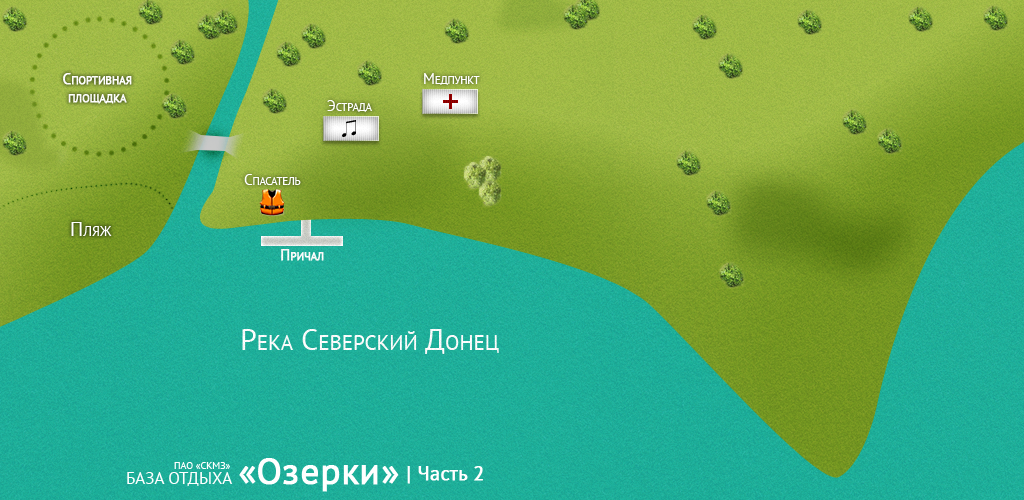 Спортивная
площадка
Медпункт
Эстрада
Спасатель
Пляж
Причал
Река Северский Донец
ПАО «СКМЗ»
БАЗА ОТДЫХА «Озерки» | Часть 2